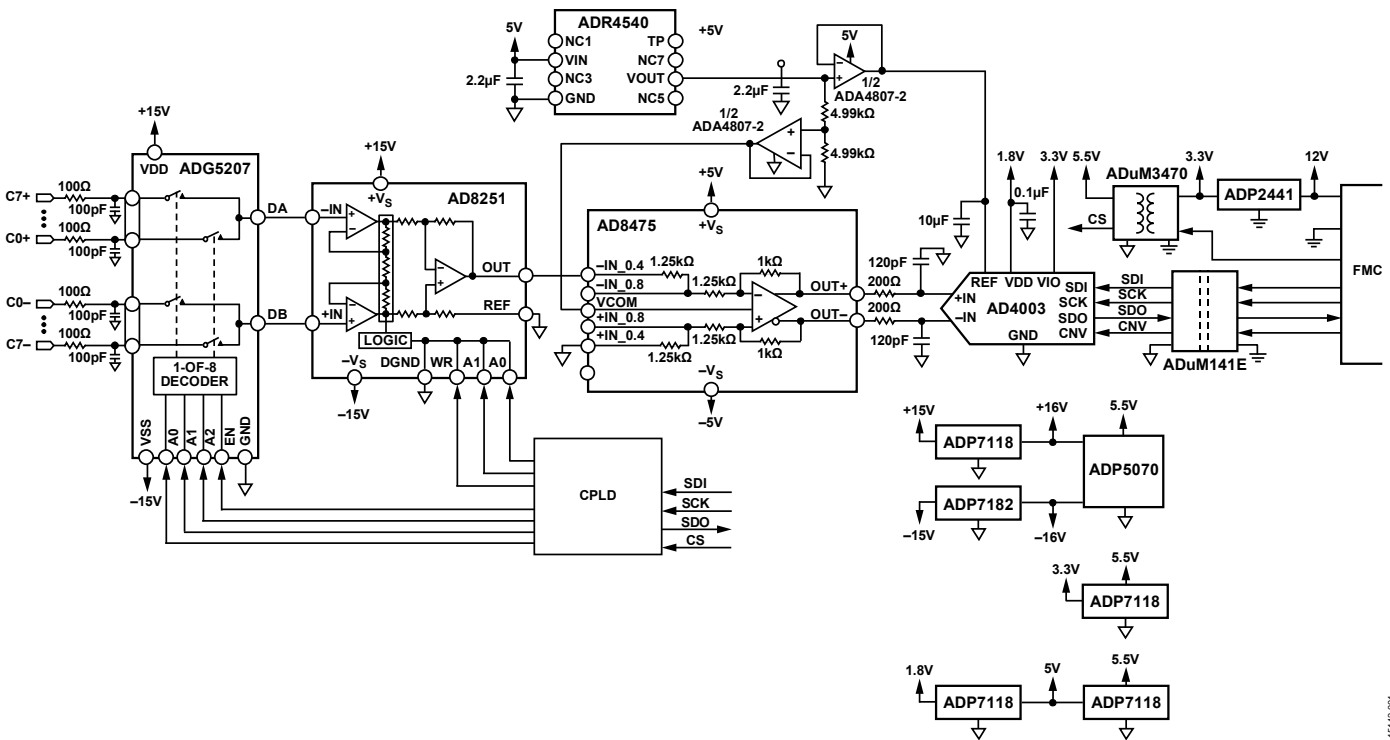 ADR4540
5V
NC1
TP
+5V
VIN
NC7
2.2µF
NC3
VOUT
GND
NC5
2.2µF
5V
–
+
1/2
ADA4807-2
4.99kΩ
4.99kΩ
1/2
ADA4807-2
+
–
+15V
VDD
ADG5207
C7+
100Ω
100pF
C0+
100Ω
100pF
C0–
100Ω
100pF
C7–
100Ω
100pF
DA
DB
1-OF-8
DECODER
VSS
A0
A1
A2
EN
GND
–15V
+15V
+VS
AD8251
–IN
+
–
–
+
OUT
–
+
+IN
REF
LOGIC
–VS
DGND
WR
A1
A0
–15V
+5V
+VS
AD8475
–IN_0.4
1.25kΩ
–IN_0.8
1.25kΩ
1kΩ
VCOM
+IN_0.8
+IN_0.4
1.25kΩ
1.25kΩ
1kΩ
–
+
OUT+
OUT–
–VS
–5V
200Ω
200Ω
120pF
120pF
10µF
1.8V
3.3V
0.1µF
REF
VDD
VIO
+IN
–IN
AD4003
GND
SDI
SCK
SDO
CNV
SDI
SCK
SDO
CNV
ADuM141E
5.5V
ADuM3470
CS
3.3V
ADP2441
12V
FMC
CPLD
SDI
SCK
SDO
CS
+15V
ADP7118
+16V
5.5V
ADP5070
–15V
ADP7182
–16V
3.3V
5.5V
ADP7118
1.8V
ADP7118
5V
5.5V
ADP7118